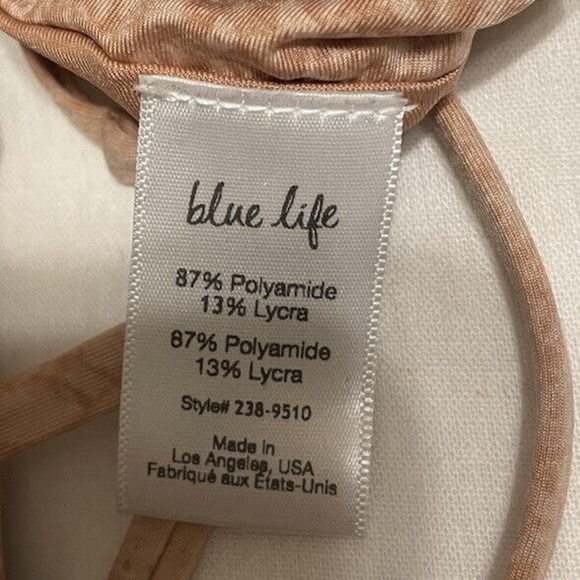 blue life
87% Polyamide
13% Lycra
87% Polyamide
13% Lycra
Style# 238-9510
Made in
Los Angeles, USA
Fabriqué aux États-Unis